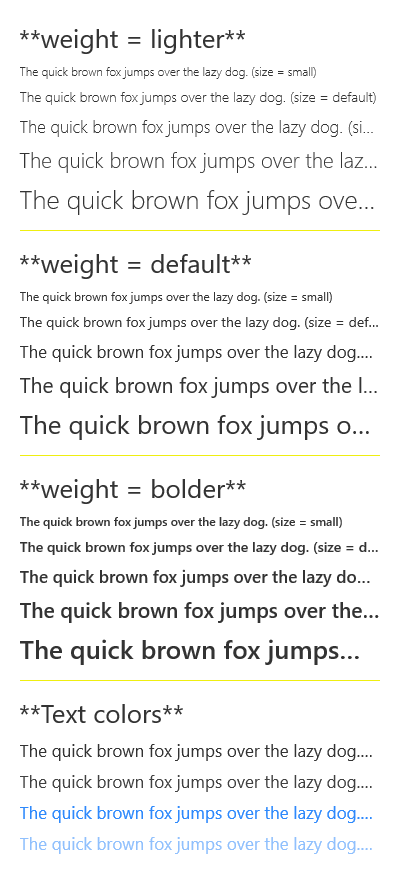 **weight = lighter**
The quick brown fox jumps over the lazy dog. (size = small)
The quick brown fox jumps over the lazy dog. (size = default)
The quick brown fox jumps over the lazy dog. (si...
The quick brown fox jumps over the laz...
The quick brown fox jumps ove...
**weight = default**
The quick brown fox jumps over the lazy dog. (size = small)
The quick brown fox jumps over the lazy dog. (size = def...
The quick brown fox jumps over the lazy dog....
The quick brown fox jumps over the l...
The quick brown fox jumps o...
**weight = bolder**
The quick brown fox jumps over the lazy dog. (size = small)
The quick brown fox jumps over the lazy dog. (size = d...
The quick brown fox jumps over the lazy do...
The quick brown fox jumps over the...
The quick brown fox jumps...
**Text colors**
The quick brown fox jumps over the lazy dog....
The quick brown fox jumps over the lazy dog....
The quick brown fox jumps over the lazy dog....
The quick brown fox jumps over the lazy dog....